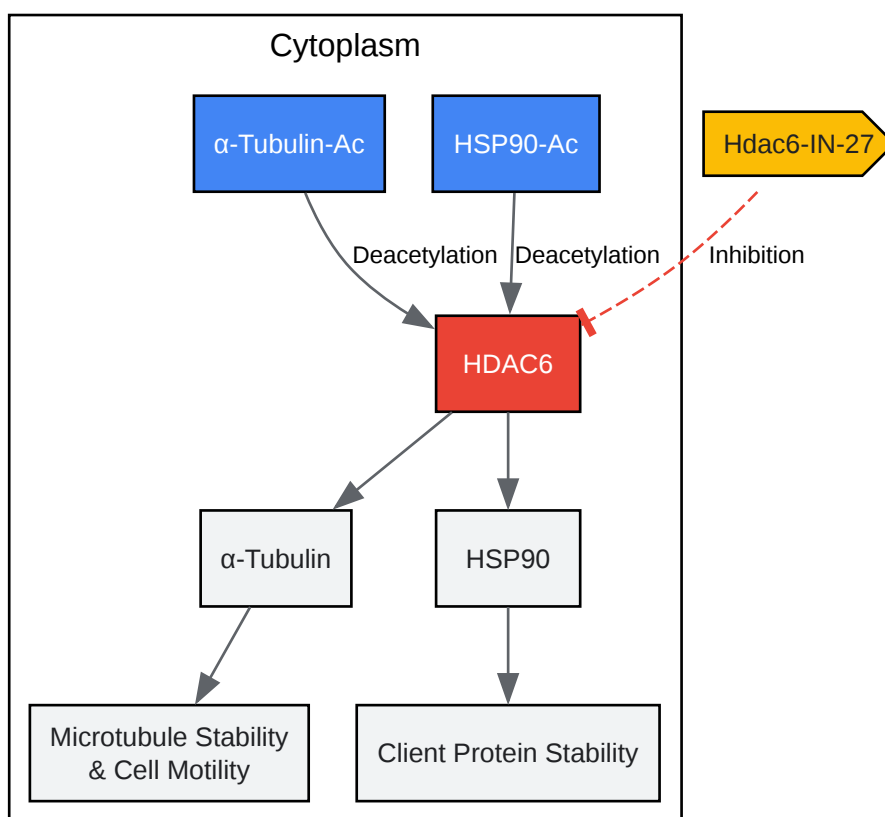 Cytoplasm
α-Tubulin-Ac
HSP90-Ac
Hdac6-IN-27
Deacetylation
Deacetylation
Inhibition
HDAC6
α-Tubulin
HSP90
Microtubule Stability
& Cell Motility
Client Protein Stability